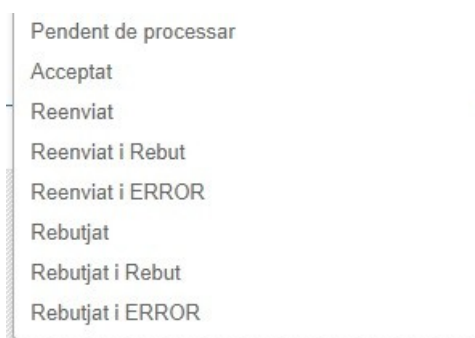 Pendent de processar
Acceptat
Reenviat
Reenviat i Rebut
Reenviat i ERROR
Rebutjat
Rebutjat i Rebut
Rebutjat i ERROR